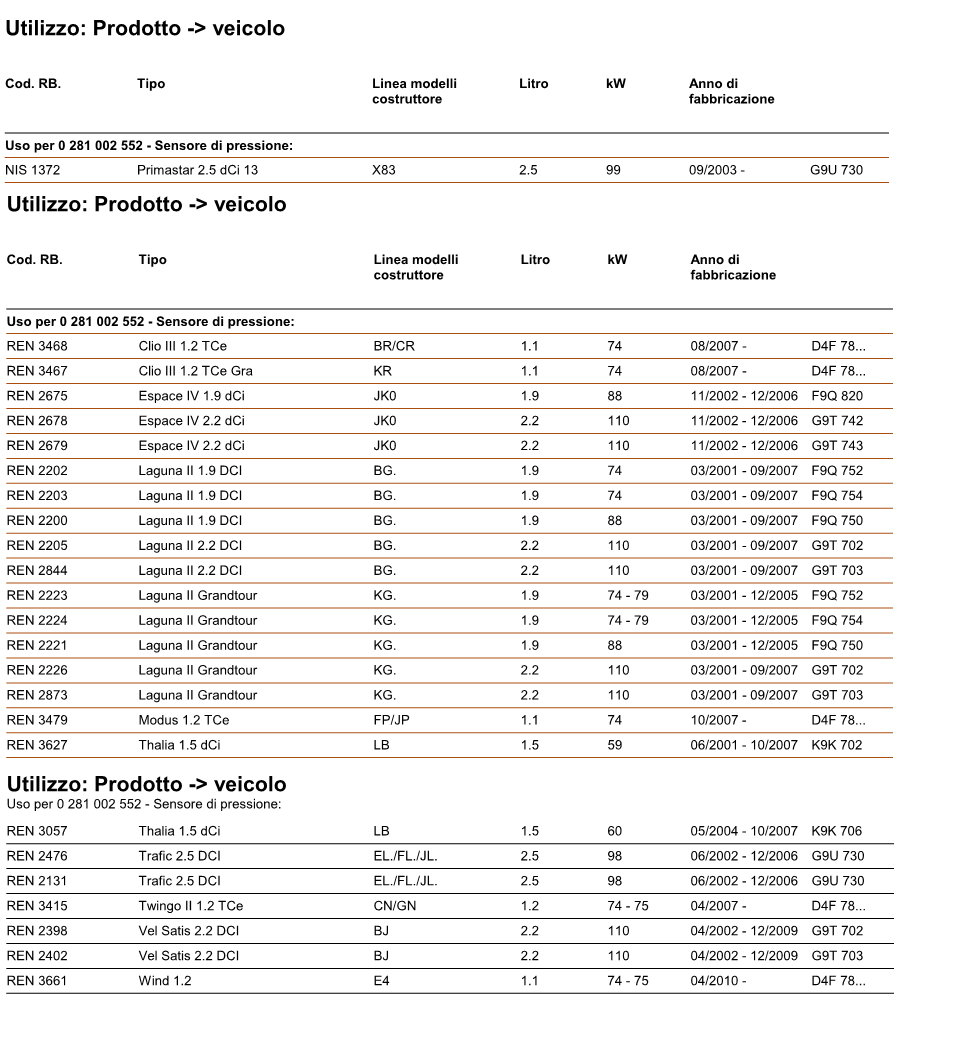 Utilizzo: Prodotto -> veicolo
Cod. RB. Tipo Linea modelli costruttore Litro kW Anno di fabbricazione
Uso per 0 281 002 552 - Sensore di pressione:
NIS 1372 Primastar 2.5 dCi 13 X83 2.5 99 09/2003 - G9U 730
Utilizzo: Prodotto -> veicolo
Cod. RB. Tipo Linea modelli costruttore Litro kW Anno di fabbricazione
Uso per 0 281 002 552 - Sensore di pressione:
REN 3468 Clio III 1.2 TCe BR/CR 1.1 74 08/2007 - D4F 78...
REN 3467 Clio III 1.2 TCe Gra KR 1.1 74 08/2007 - D4F 78...
REN 2675 Espace IV 1.9 dCi JK0 1.9 88 11/2002 - 12/2006 F9Q 820
REN 2678 Espace IV 2.2 dCi JK0 2.2 110 11/2002 - 12/2006 G9T 742
REN 2679 Espace IV 2.2 dCi JK0 2.2 110 11/2002 - 12/2006 G9T 743
REN 2202 Laguna II 1.9 DCI BG. 1.9 74 03/2001 - 09/2007 F9Q 752
REN 2203 Laguna II 1.9 DCI BG. 1.9 74 03/2001 - 09/2007 F9Q 754
REN 2200 Laguna II 1.9 DCI BG. 1.9 88 03/2001 - 09/2007 F9Q 750
REN 2205 Laguna II 2.2 DCI BG. 2.2 110 03/2001 - 09/2007 G9T 702
REN 2844 Laguna II 2.2 DCI BG. 2.2 110 03/2001 - 09/2007 G9T 703
REN 2223 Laguna II Grandtour KG. 1.9 74 - 79 03/2001 - 12/2005 F9Q 752
REN 2224 Laguna II Grandtour KG. 1.9 74 - 79 03/2001 - 12/2005 F9Q 754
REN 2221 Laguna II Grandtour KG. 1.9 88 03/2001 - 12/2005 F9Q 750
REN 2226 Laguna II Grandtour KG. 2.2 110 03/2001 - 09/2007 G9T 702
REN 2873 Laguna II Grandtour KG. 2.2 110 03/2001 - 09/2007 G9T 703
REN 3479 Modus 1.2 TCe FP/JP 1.1 74 10/2007 - D4F 78...
REN 3627 Thalia 1.5 dCi LB 1.5 59 06/2001 - 10/2007 K9K 702
Utilizzo: Prodotto -> veicolo
Uso per 0 281 002 552 - Sensore di pressione:
REN 3057 Thalia 1.5 dCi LB 1.5 60 05/2004 - 10/2007 K9K 706
REN 2476 Trafic 2.5 DCI EL./FL./JL. 2.5 98 06/2002 - 12/2006 G9U 730
REN 2131 Trafic 2.5 DCI EL./FL./JL. 2.5 98 06/2002 - 12/2006 G9U 730
REN 3415 Twingo II 1.2 TCe CN/GN 1.2 74 - 75 04/2007 - D4F 78...
REN 2398 Vel Satis 2.2 DCI BJ 2.2 110 04/2002 - 12/2009 G9T 702
REN 2402 Vel Satis 2.2 DCI BJ 2.2 110 04/2002 - 12/2009 G9T 703
REN 3661 Wind 1.2 E4 1.1 74 - 75 04/2010 - D4F 78...